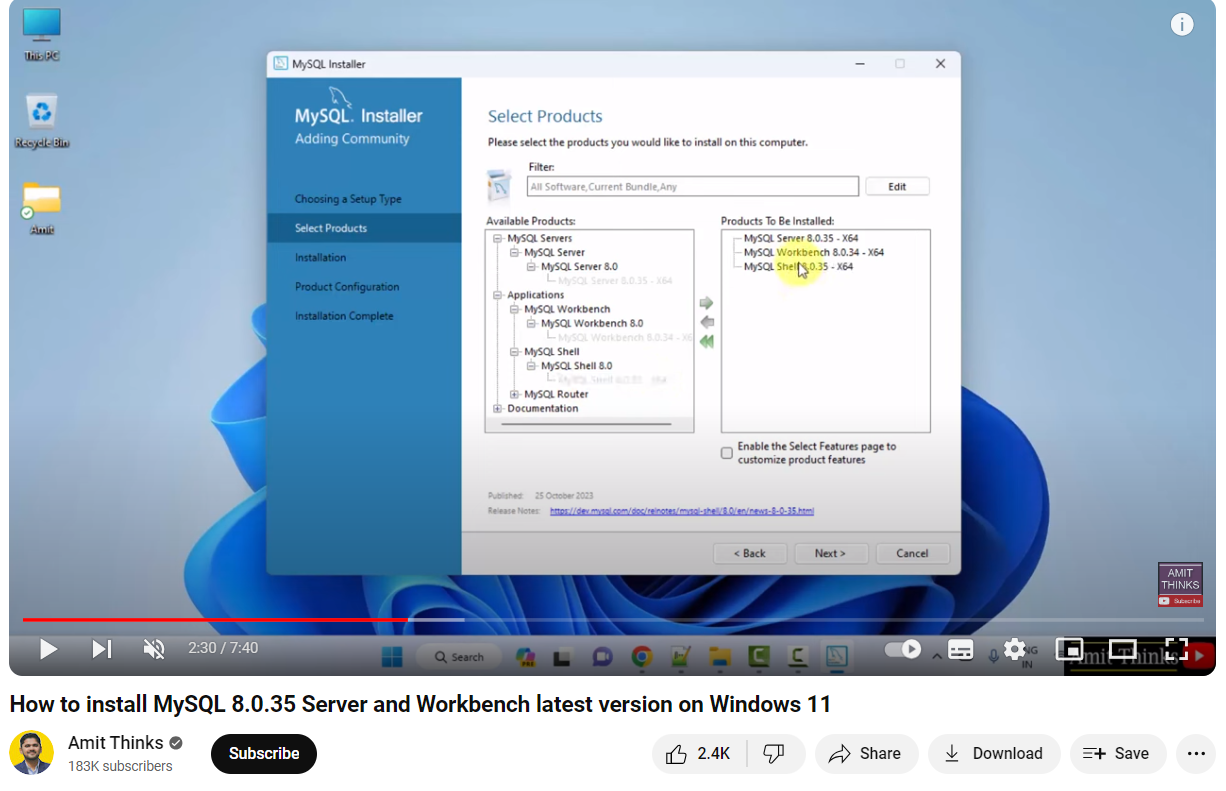 This PC
Recycle Bin
Amit
MySQL Installer
MySQL. Installer
Adding Community
Choosing a Setup Type
Select Products
Installation
Product Configuration
Installation Complete
Select Products
Please select the products you would like to install on this computer.
Filter:
All Software,Current Bundle,Any
Edit
Available Products:
MySQL Servers
MySQL Server
MySQL Server 8.0
MySQL Server 8.0.35 - X64
Applications
MySQL Workbench
MySQL Workbench 8.0
MySQL Workbench 8.0.34 - X6
MySQL Shell
MySQL Shell 8.0
MySQL Shell 8.0.35 - X64
MySQL Router
Documentation
Products To Be Installed:
MySQL Server 8.0.35 - X64
MySQL Workbench 8.0.34 - X64
MySQL Shell 8.0.35 - X64
Enable the Select Features page to
customize product features
Published: 25 October 2023
Release Notes: https://dev.mysql.com/doc/relnotes/mysql-shell/8.0/en/news-8-0-35.html
< Back
Next >
Cancel
AMIT
THINKS
Subscribe
2:30 / 7:40
Search
NG
IN
Amit Thinks
How to install MySQL 8.0.35 Server and Workbench latest version on Windows 11
Amit Thinks
183K subscribers
Subscribe
2.4K
Share
Download
Save